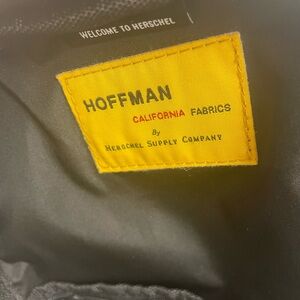 WELCOME TO HERSCHEL
HOFFMAN
CALIFORNIA FABRICS
By
HERSCHEL SUPPLY COMPANY